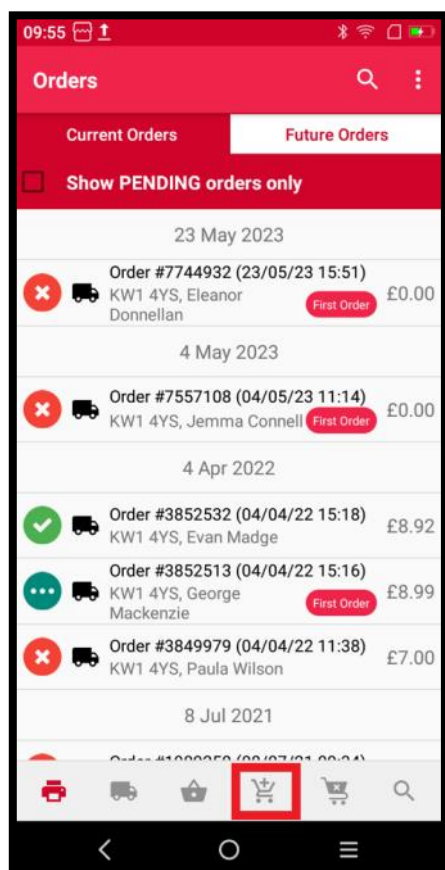 09:55
Orders
Current Orders Future Orders
Show PENDING orders only
23 May 2023
Order #7744932 (23/05/23 15:51)
KW1 4YS, Eleanor
Donnellan
First Order
£0.00
4 May 2023
Order #7557108 (04/05/23 11:14)
KW1 4YS, Jemma Connell First Order £0.00
4 Apr 2022
Order #3852532 (04/04/22 15:18)
KW1 4YS, Evan Madge
£8.92
Order #3852513 (04/04/22 15:16)
KW1 4YS, George
Mackenzie
First Order
£8.99
Order #3849979 (04/04/22 11:38)
KW1 4YS, Paula Wilson
£7.00
8 Jul 2021